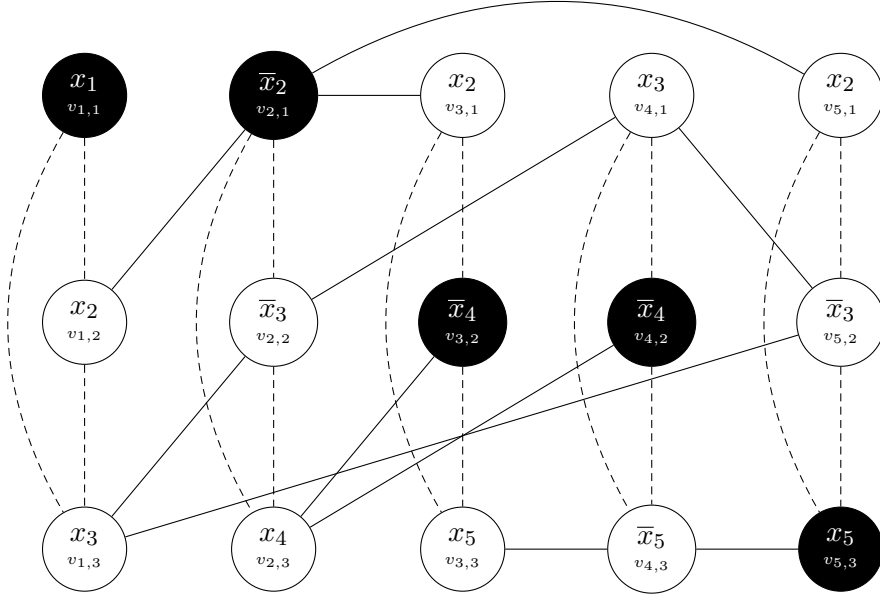 x₁ x̅₂ x₂ x₃ x₂
v₁,₁ v₂,₁ v₃,₁ v₄,₁ v₅,₁
x₂ x̅₃ x̅₄ x̅₄ x̅₃
v₁,₂ v₂,₂ v₃,₂ v₄,₂ v₅,₂
x₃ x₄ x₅ x̅₅ x₅
v₁,₃ v₂,₃ v₃,₃ v₄,₃ v₅,₃